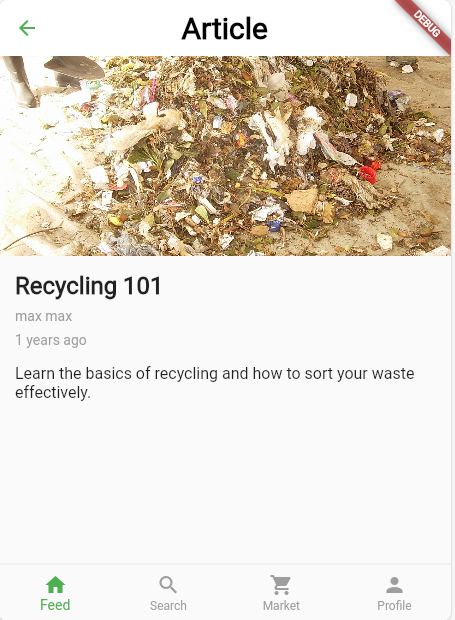 Article
DEBUG
Recycling 101
max max
1 years ago
Learn the basics of recycling and how to sort your waste
effectively.
Feed
Search
Market
Profile